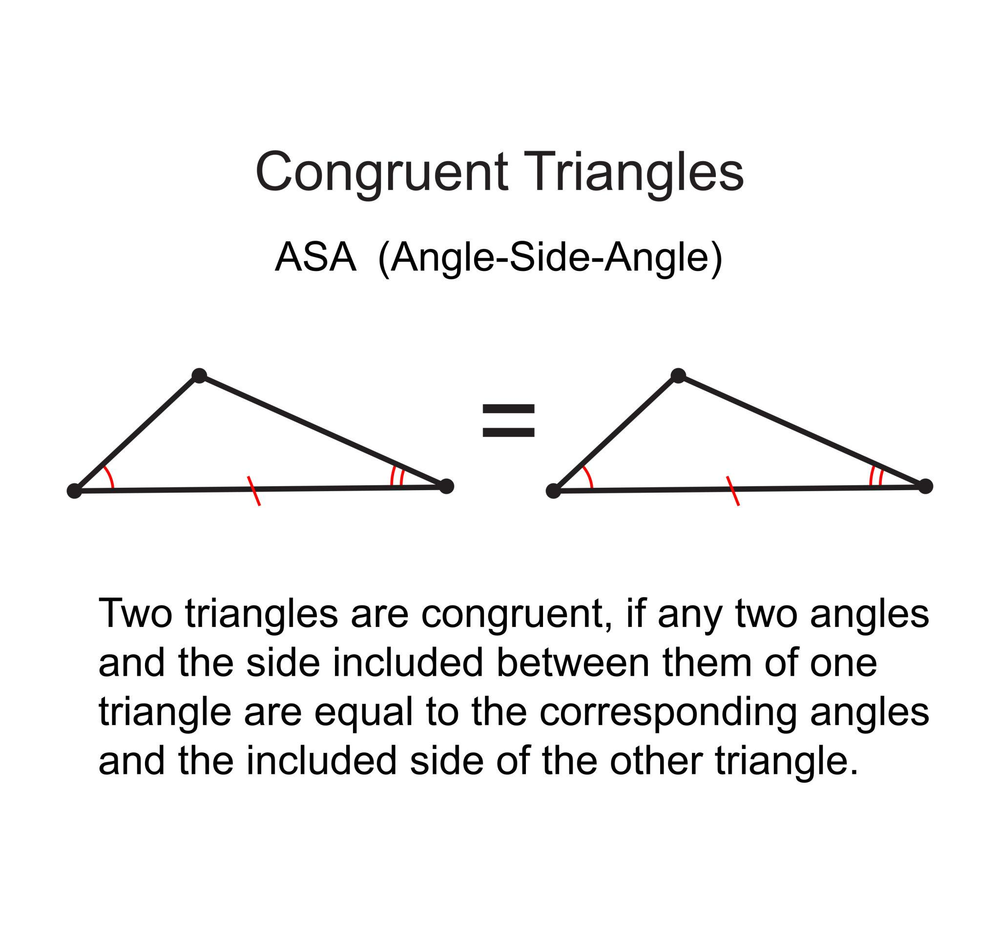 Congruent Triangles
ASA (Angle-Side-Angle)
=
Two triangles are congruent, if any two angles
and the side included between them of one
triangle are equal to the corresponding angles
and the included side of the other triangle.